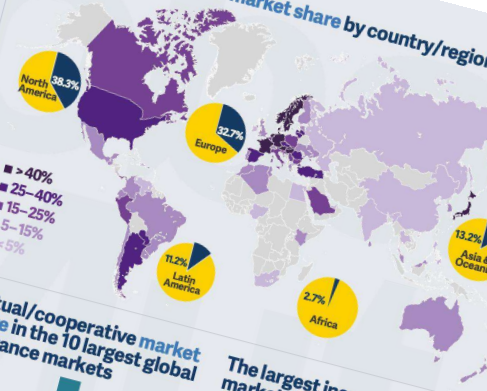 market share by country/region
North
America
38.3%
32.7%
Europe
>40%
25–40%
15–25%
5–15%
<5%
11.2%
Latin
America
2.7%
Africa
13.2%
Asia &
Ocean
tual/cooperative market
e in the 10 largest global
ance markets
The largest in
marke